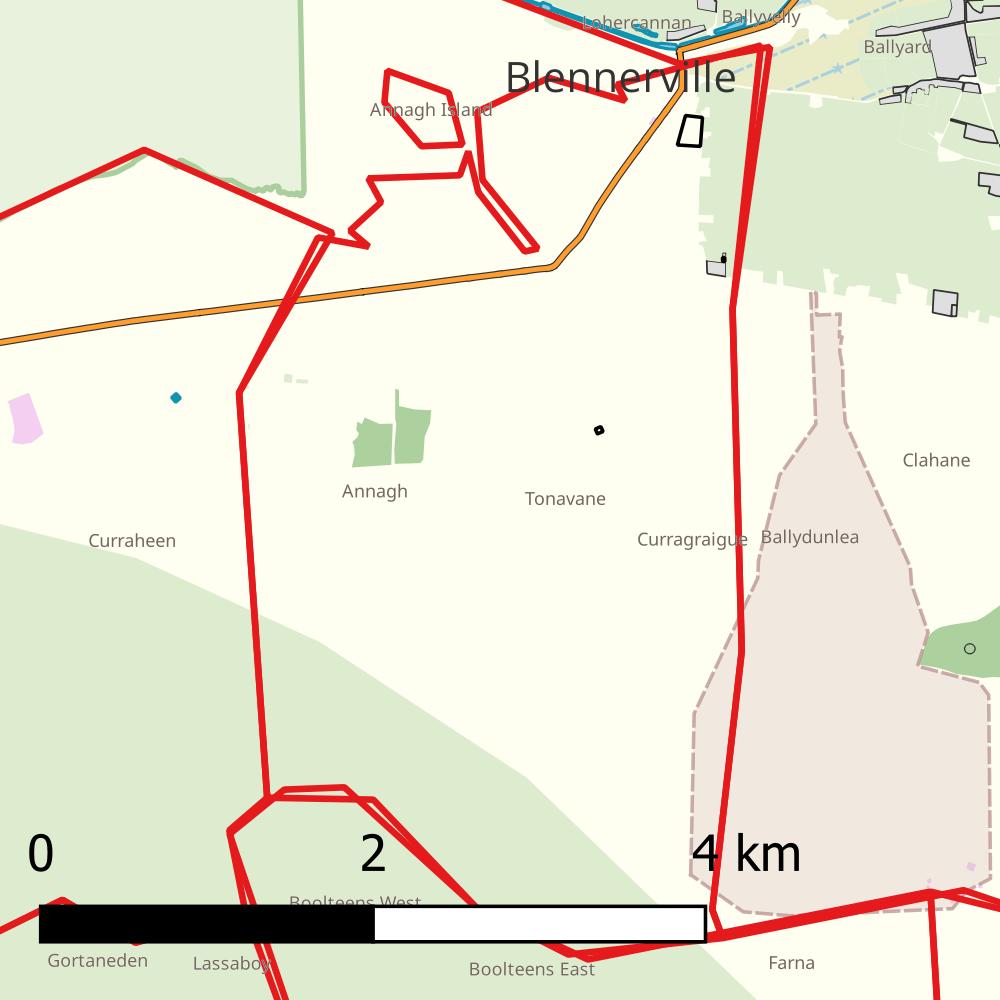 Lohercannan
Ballyvelly
Ballyard
Blennerville
Annagh Island
Clahane
Annagh
Tonavane
Curraheen
Curragraigue
Ballydunlea
0 2 4 km
Boolteens West
Gortaneden
Lassaboy
Boolteens East
Farna